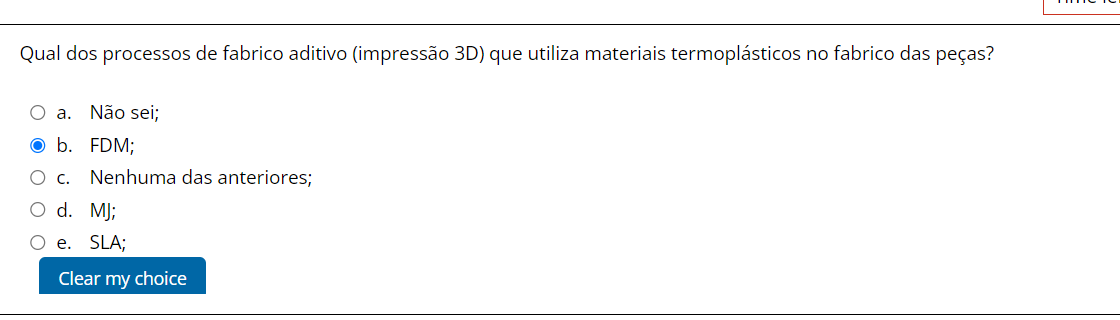 Qual dos processos de fabrico aditivo (impressão 3D) que utiliza materiais termoplásticos no fabrico das peças?
a. Não sei;
b. FDM;
c. Nenhuma das anteriores;
d. MJ;
e. SLA;
Clear my choice